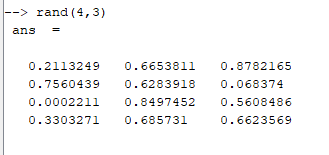 --> rand(4,3)
ans  =
0.2113249   0.6653811   0.8782165
0.7560439   0.6283918   0.068374
0.0002211   0.8497452   0.5608486
0.3303271   0.685731    0.6623569